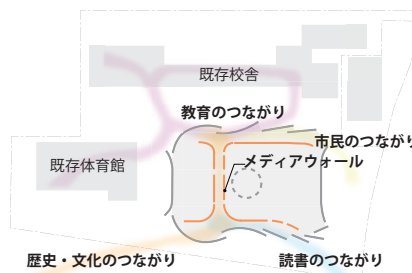 既存校舎
教育のつながり
市民のつながり
メディアウォール
既存体育館
歴史・文化のつながり
読書のつながり